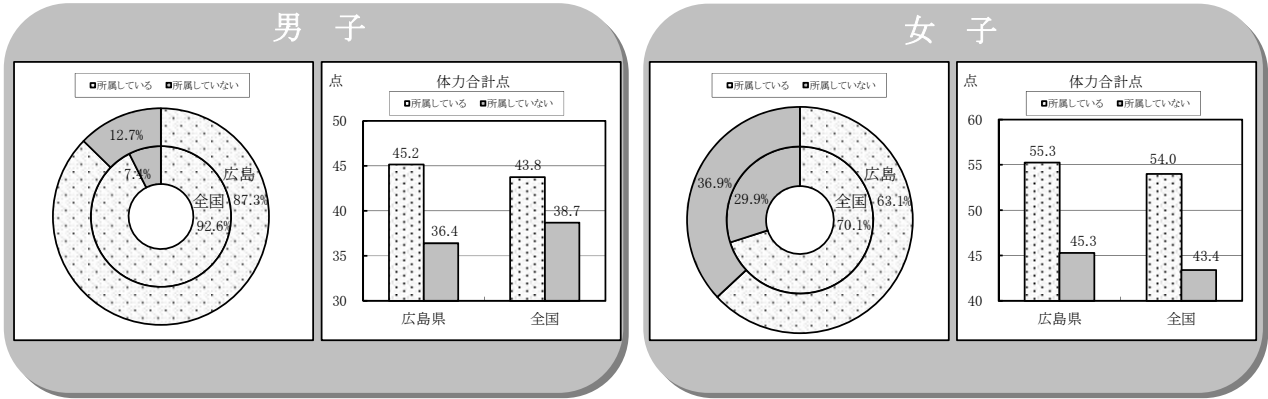 男 子
所属している 所属していない
12.7%
7.4%
広島
87.3%
全国
92.6%
点
体力合計点
所属している 所属していない
50
45
40
35
30
45.2
36.4
43.8
38.7
広島県 全国
女 子
所属している 所属していない
36.9%
29.9%
広島
63.1%
全国
70.1%
点
体力合計点
所属している 所属していない
60
55
50
45
40
55.3
45.3
54.0
43.4
広島県 全国